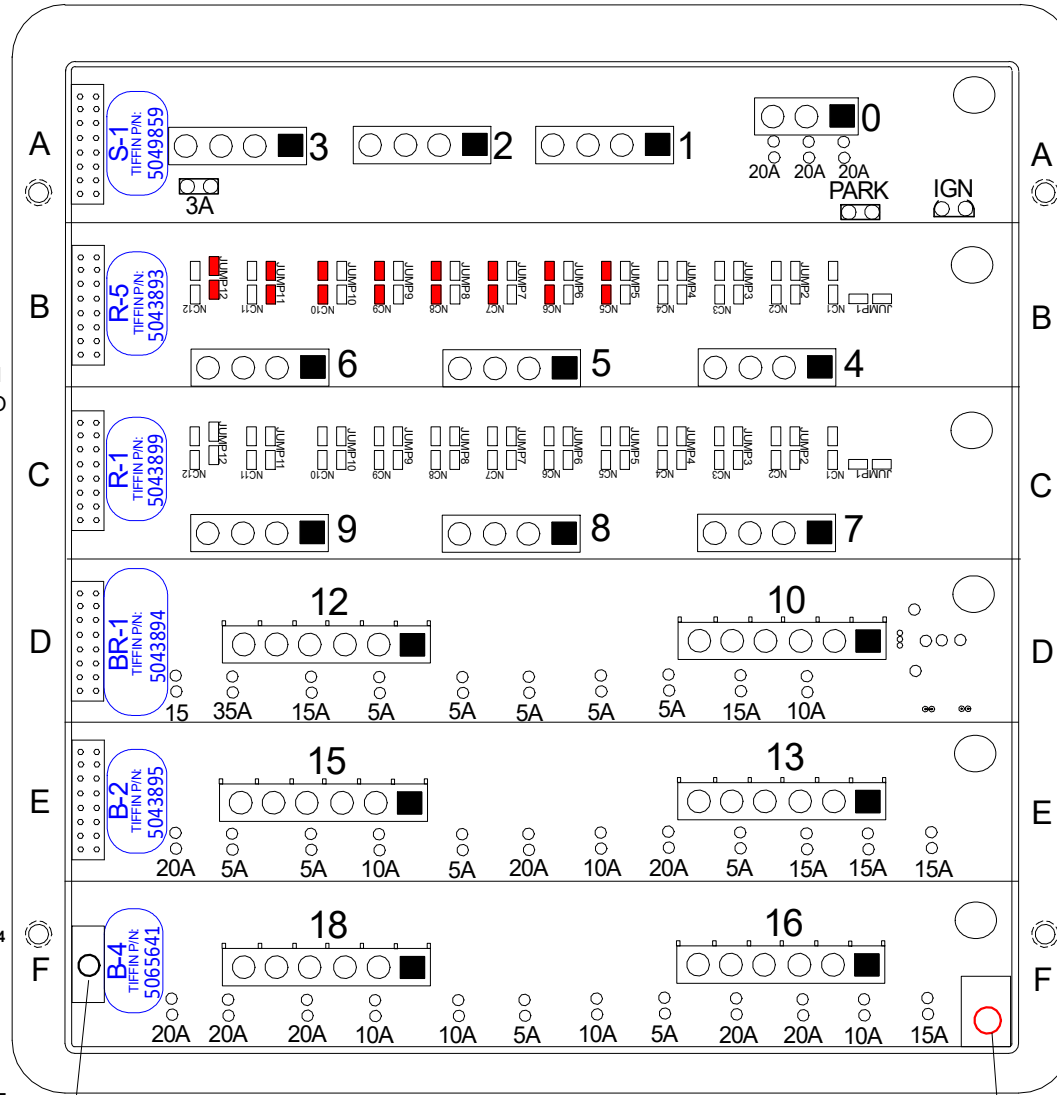 A
S-1
TIFFIN P/N:
5049859
3
2
1
0
A
20A 20A 20A
3A
PARK
IGN
B
R-5
TIFFIN P/N:
5043893
JUMP12 JUMP11 JUMP10 JUMP9 JUMP8 JUMP7 JUMP6 JUMP5 JUMP4 JUMP3 JUMP2
NC12 NC11 NC10 NC9 NC8 NC7 NC6 NC5 NC4 NC3 NC2 NC1 JUMP1
B
6
5
4
C
R-1
TIFFIN P/N:
5043899
JUMP12 JUMP11 JUMP10 JUMP9 JUMP8 JUMP7 JUMP6 JUMP5 JUMP4 JUMP3 JUMP2
NC12 NC11 NC10 NC9 NC8 NC7 NC6 NC5 NC4 NC3 NC2 NC1 JUMP1
C
9
8
7
D
BR-1
TIFFIN P/N:
5043894
12
10
D
15 35A 15A 5A 5A 5A 5A 5A 15A 10A
E
B-2
TIFFIN P/N:
5043895
15
13
E
20A 5A 5A 10A 5A 20A 10A 20A 5A 15A 15A 15A
4
F
B-4
TIFFIN P/N:
5065641
18
16
F
20A 20A 20A 10A 10A 5A 10A 5A 20A 20A 10A 15A